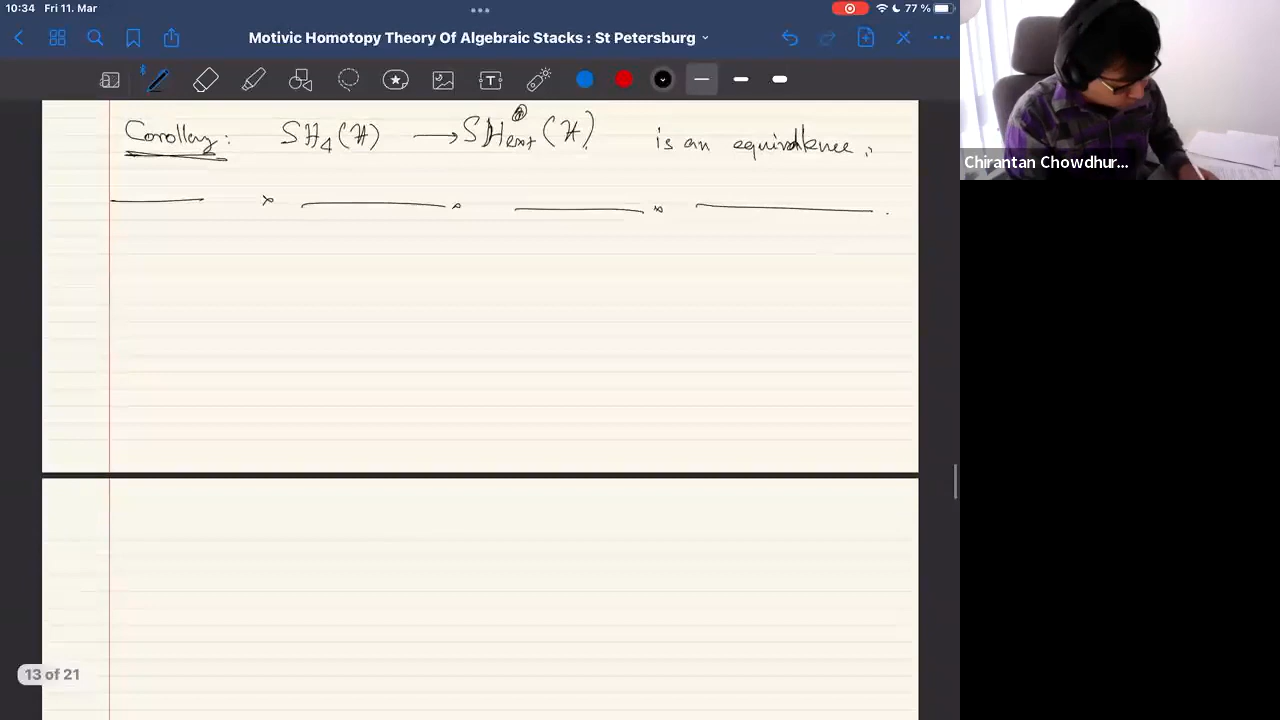 10:34 Fri 11. Mar
77 %
Motivic Homotopy Theory Of Algebraic Stacks : St Petersburg
Corollary: SH₄(X) → SH⊗ext(X) is an equivalence.
Chirantan Chowdhur...
13 of 21